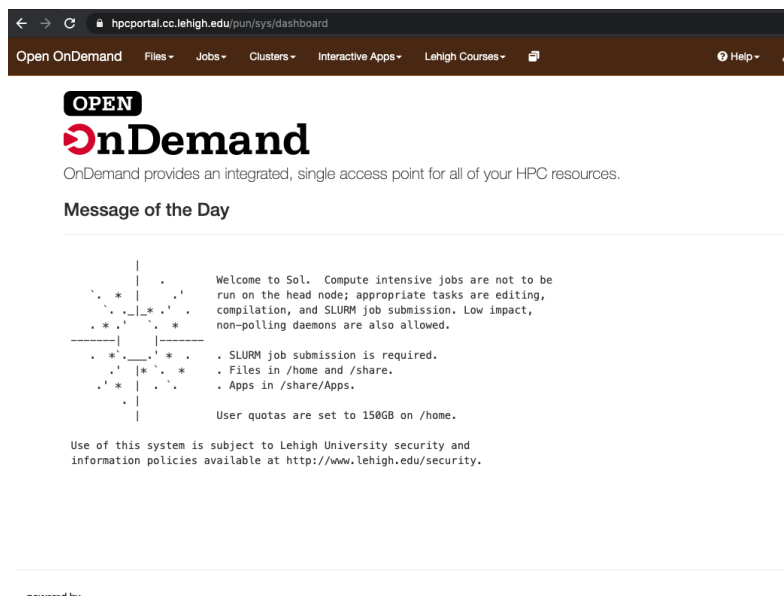 hpcportal.cc.lehigh.edu/pun/sys/dashboard
Open OnDemand Files Jobs Clusters Interactive Apps Lehigh Courses Help
OPEN
OnDemand
OnDemand provides an integrated, single access point for all of your HPC resources.
Message of the Day
Welcome to Sol. Compute intensive jobs are not to be
run on the head node; appropriate tasks are editing,
compilation, and SLURM job submission. Low impact,
non-polling daemons are also allowed.
. SLURM job submission is required.
. Files in /home and /share.
. Apps in /share/Apps.
User quotas are set to 150GB on /home.
Use of this system is subject to Lehigh University security and
information policies available at http://www.lehigh.edu/security.
powered by